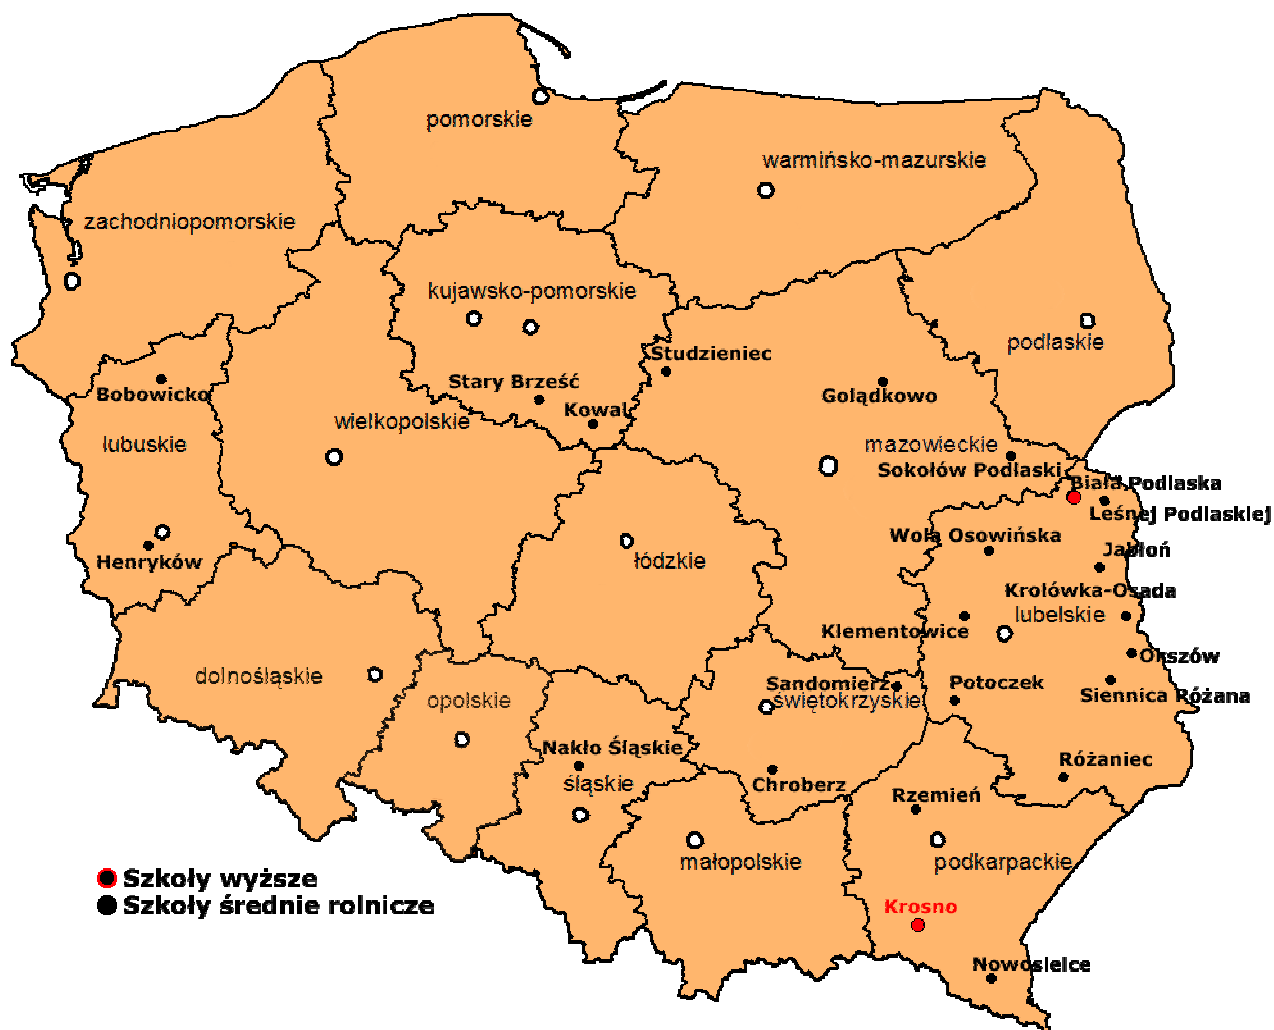 pomorskie
warmińsko-mazurskie
zachodniopomorskie
kujawsko-pomorskie
podlaskie
Studzieniec
Stary Brześć
Bobowicko
Golądkowo
Kowal
wielkopolskie
lubuskie
mazowieckie
Sokołów Podlaski
Biała Podlaska
Leśnej Podlaskiej
Wola Osowińska
Jabłoń
Henryków
łódzkie
Krolówka-Osada
lubelskie
Klementowice
Okszów
dolnośląskie
Sandomierz
Potoczek
opolskie
świętokrzyskie
Siennica Różana
Nakło Śląskie
Różaniec
śląskie
Chroberz
Rzemień
małopolskie
podkarpackie
Szkoły wyższe
Szkoły średnie rolnicze
Krosno
Nowosielce